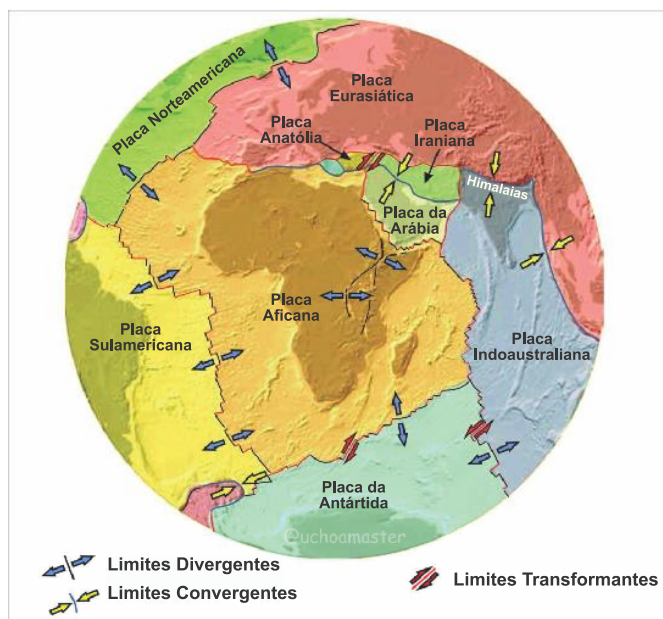 Placa Norteamericana
Placa
Eurasiática
Placa
Anatólia
Placa
Iraniana
Himalaias
Placa da
Arábia
Placa
Aficana
Placa
Sulamericana
Placa
Indoaustraliana
Placa da
Antártida
@uchoamaster
Limites Divergentes
Limites Convergentes
Limites Transformantes